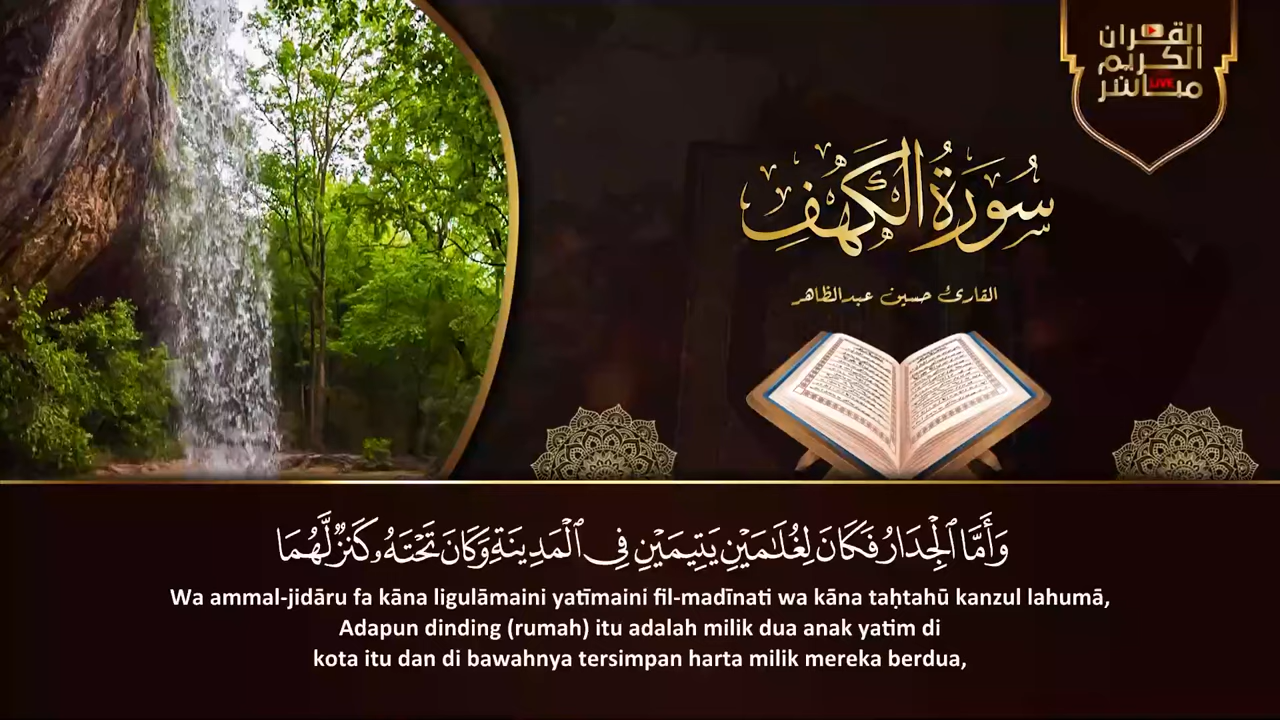 القرآن
الكريم
مباشر
LIVE
سُورَةُ الكَهْفِ
القارئ حسين عبدالظاهر
وَأَمَّا ٱلْجِدَارُ فَكَانَ لِغُلَـٰمَيْنِ يَتِيمَيْنِ فِى ٱلْمَدِينَةِ وَكَانَ تَحْتَهُۥ كَنزٌ لَّهُمَا
Wa ammal-jidāru fa kāna ligulāmaini yatīmaini fil-madīnati wa kāna taḥtahū kanzul lahumā,
Adapun dinding (rumah) itu adalah milik dua anak yatim di
kota itu dan di bawahnya tersimpan harta milik mereka berdua,